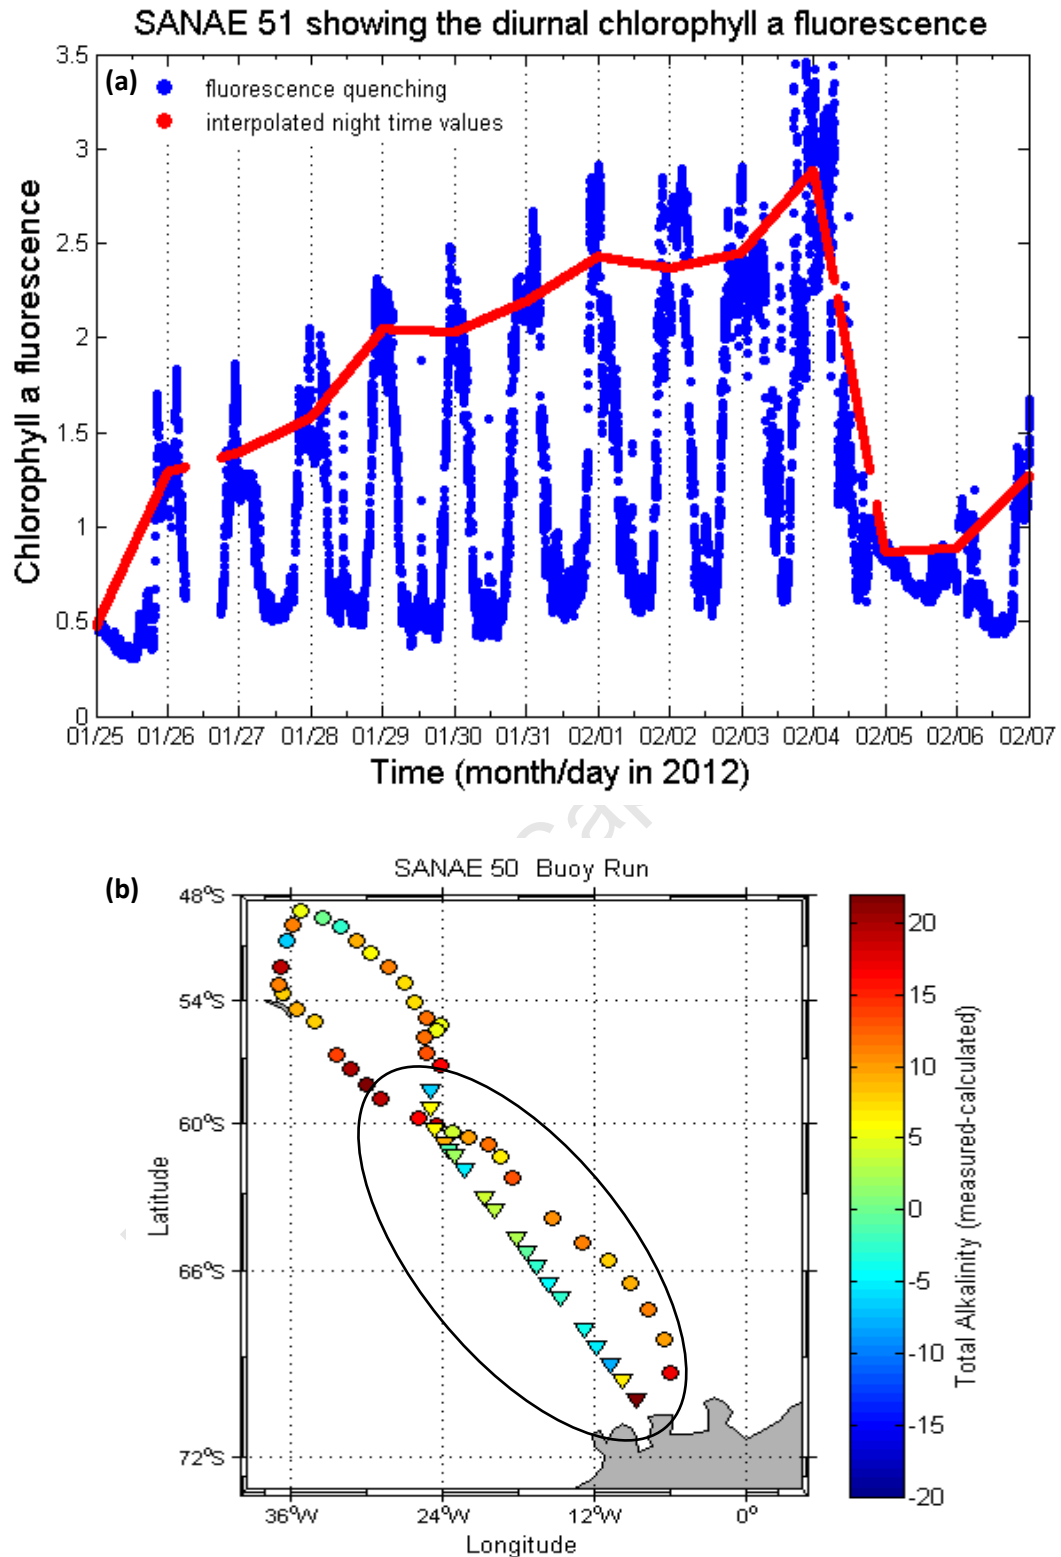 SANAE 51 showing the diurnal chlorophyll a fluorescence
(a)
fluorescence quenching
interpolated night time values
Chlorophyll a fluorescence
3.5
3
2.5
2
1.5
1
0.5
0
01/25 01/26 01/27 01/28 01/29 01/30 01/31 02/01 02/02 02/03 02/04 02/05 02/06 02/07
Time (month/day in 2012)
(b)
SANAE 50 Buoy Run
Latitude
48°S
54°S
60°S
66°S
72°S
36°W 24°W 12°W 0°
Longitude
20
15
10
5
0
-5
-10
-15
-20
Total Alkalinity (measured-calculated)